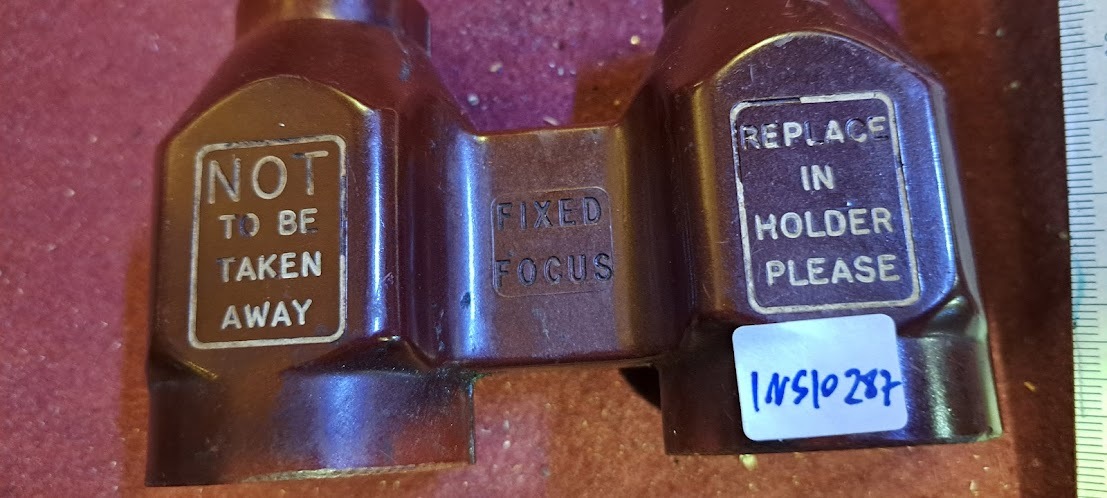 NOT
TO BE
TAKEN
AWAY
FIXED
FOCUS
REPLACE
IN
HOLDER
PLEASE
INS10287